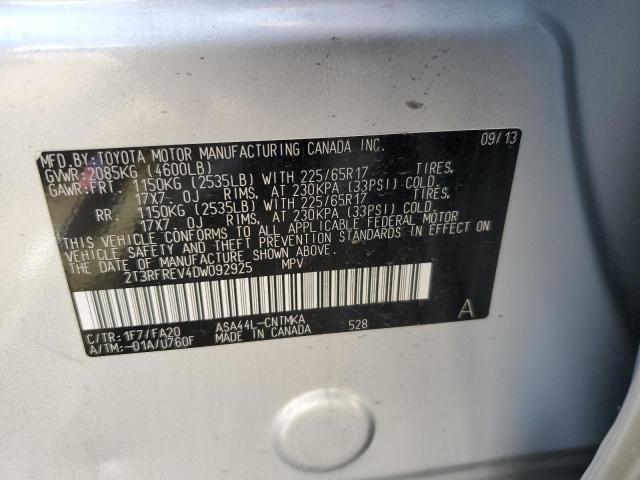 MFD.BY:TOYOTA MOTOR MANUFACTURING CANADA INC. 09/13
GVWR:2085KG (4600LB)
GAWR:FRT. 1150KG (2535LB) WITH 225/65R17 TIRES,
17X7. 0J RIMS, AT 230KPA (33PSI) COLD.
RR. 1150KG (2535LB) WITH 225/65R17 TIRES,
17X7 0J RIMS, AT 230KPA (33PSI) COLD.
THIS VEHICLE CONFORMS TO ALL APPLICABLE FEDERAL MOTOR
VEHICLE SAFETY AND THEFT PREVENTION STANDARDS IN EFFECT ON
THE DATE OF MANUFACTURE SHOWN ABOVE.
2T3RFREV4DW092925 MPV
C/TR:1F7/FA20 ASA44L-CNTMKA 528 A
A/TM:-01A/U760F MADE IN CANADA